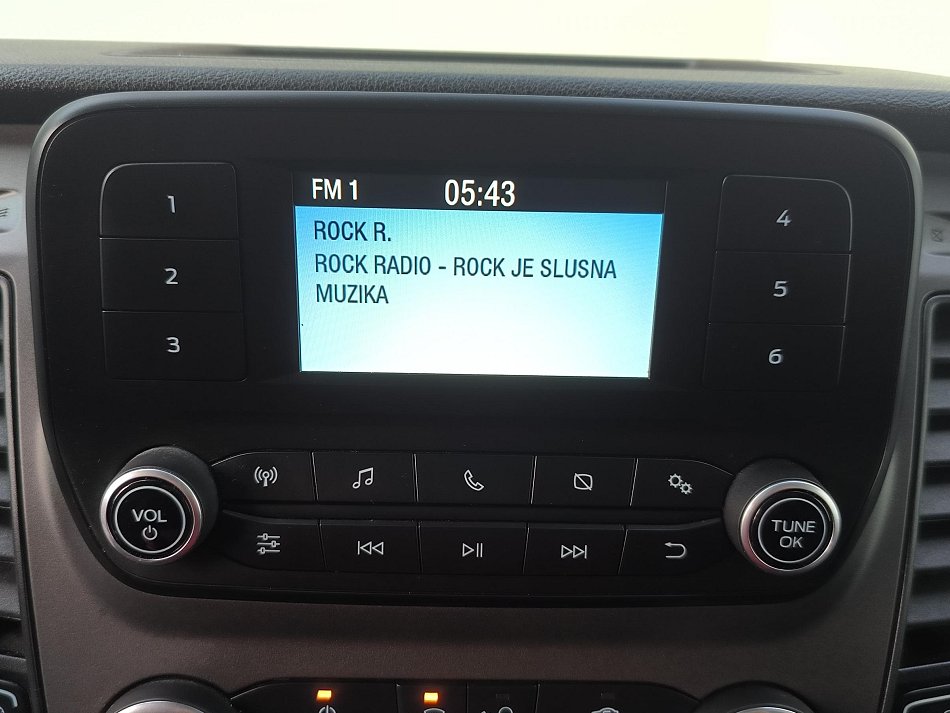 FM 1 05:43
ROCK R.
ROCK RADIO - ROCK JE SLUSNA
MUZIKA
1
2
3
4
5
6
VOL
TUNE
OK